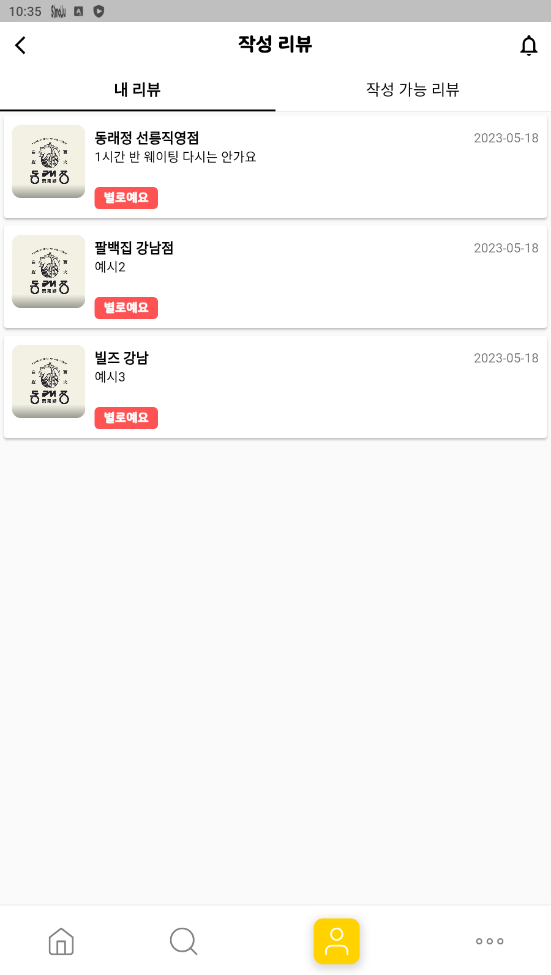 10:35
작성 리뷰
내 리뷰
작성 가능 리뷰
동래정 선릉직영점
2023-05-18
1시간 반 웨이팅 다시는 안가요
별로예요
팔백집 강남점
2023-05-18
예시2
별로예요
빌즈 강남
2023-05-18
예시3
별로예요